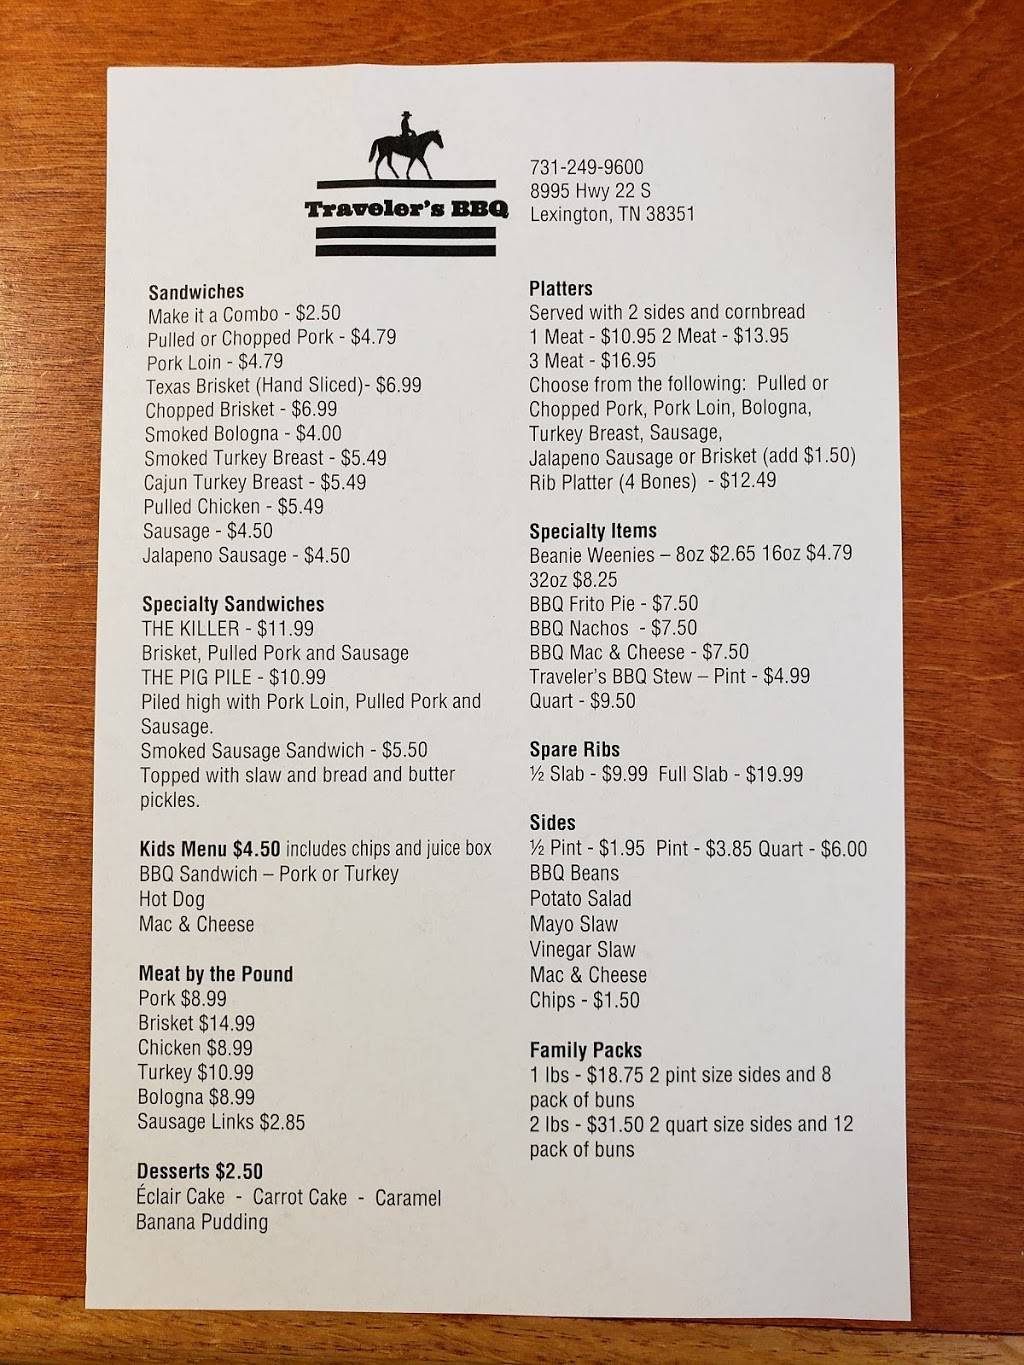 Traveler's BBQ
731-249-9600
8995 Hwy 22 S
Lexington, TN 38351
Sandwiches
Make it a Combo - $2.50
Pulled or Chopped Pork - $4.79
Pork Loin - $4.79
Texas Brisket (Hand Sliced)- $6.99
Chopped Brisket - $6.99
Smoked Bologna - $4.00
Smoked Turkey Breast - $5.49
Cajun Turkey Breast - $5.49
Pulled Chicken - $5.49
Sausage - $4.50
Jalapeno Sausage - $4.50
Specialty Sandwiches
THE KILLER - $11.99
Brisket, Pulled Pork and Sausage
THE PIG PILE - $10.99
Piled high with Pork Loin, Pulled Pork and
Sausage.
Smoked Sausage Sandwich - $5.50
Topped with slaw and bread and butter
pickles.
Kids Menu $4.50 includes chips and juice box
BBQ Sandwich – Pork or Turkey
Hot Dog
Mac & Cheese
Meat by the Pound
Pork $8.99
Brisket $14.99
Chicken $8.99
Turkey $10.99
Bologna $8.99
Sausage Links $2.85
Desserts $2.50
Éclair Cake - Carrot Cake - Caramel
Banana Pudding
Platters
Served with 2 sides and cornbread
1 Meat - $10.95 2 Meat - $13.95
3 Meat - $16.95
Choose from the following: Pulled or
Chopped Pork, Pork Loin, Bologna,
Turkey Breast, Sausage,
Jalapeno Sausage or Brisket (add $1.50)
Rib Platter (4 Bones) - $12.49
Specialty Items
Beanie Weenies – 8oz $2.65 16oz $4.79
32oz $8.25
BBQ Frito Pie - $7.50
BBQ Nachos - $7.50
BBQ Mac & Cheese - $7.50
Traveler's BBQ Stew – Pint - $4.99
Quart - $9.50
Spare Ribs
½ Slab - $9.99 Full Slab - $19.99
Sides
½ Pint - $1.95 Pint - $3.85 Quart - $6.00
BBQ Beans
Potato Salad
Mayo Slaw
Vinegar Slaw
Mac & Cheese
Chips - $1.50
Family Packs
1 lbs - $18.75 2 pint size sides and 8
pack of buns
2 lbs - $31.50 2 quart size sides and 12
pack of buns